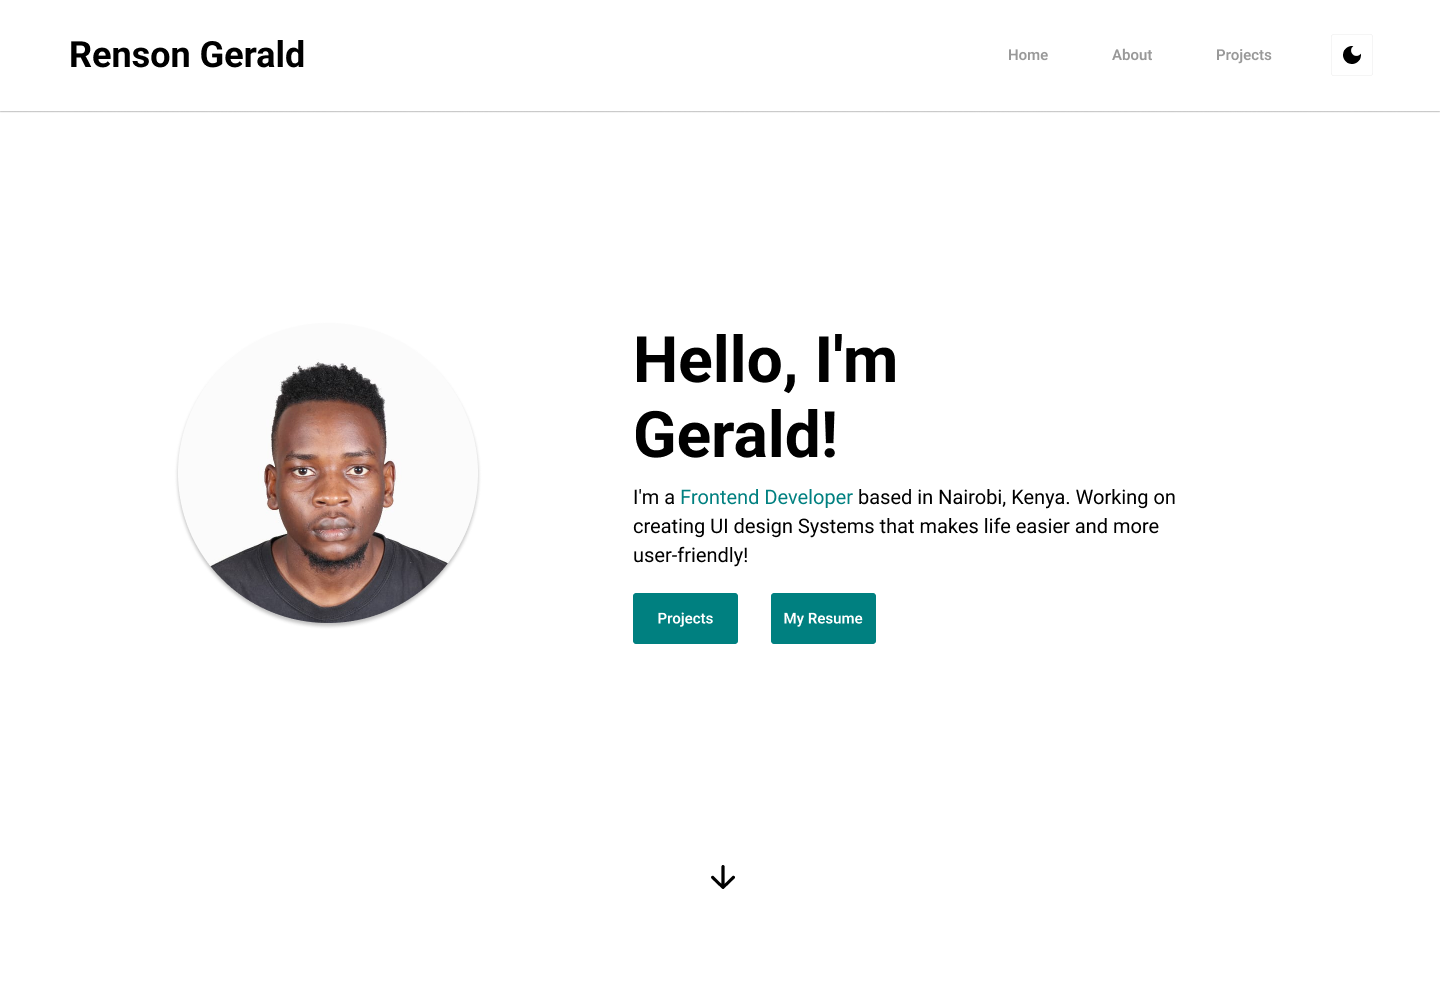 Renson Gerald
Home
About
Projects
Hello, I'm
Gerald!
I'm a Frontend Developer based in Nairobi, Kenya. Working on
creating UI design Systems that makes life easier and more
user-friendly!
Projects
My Resume